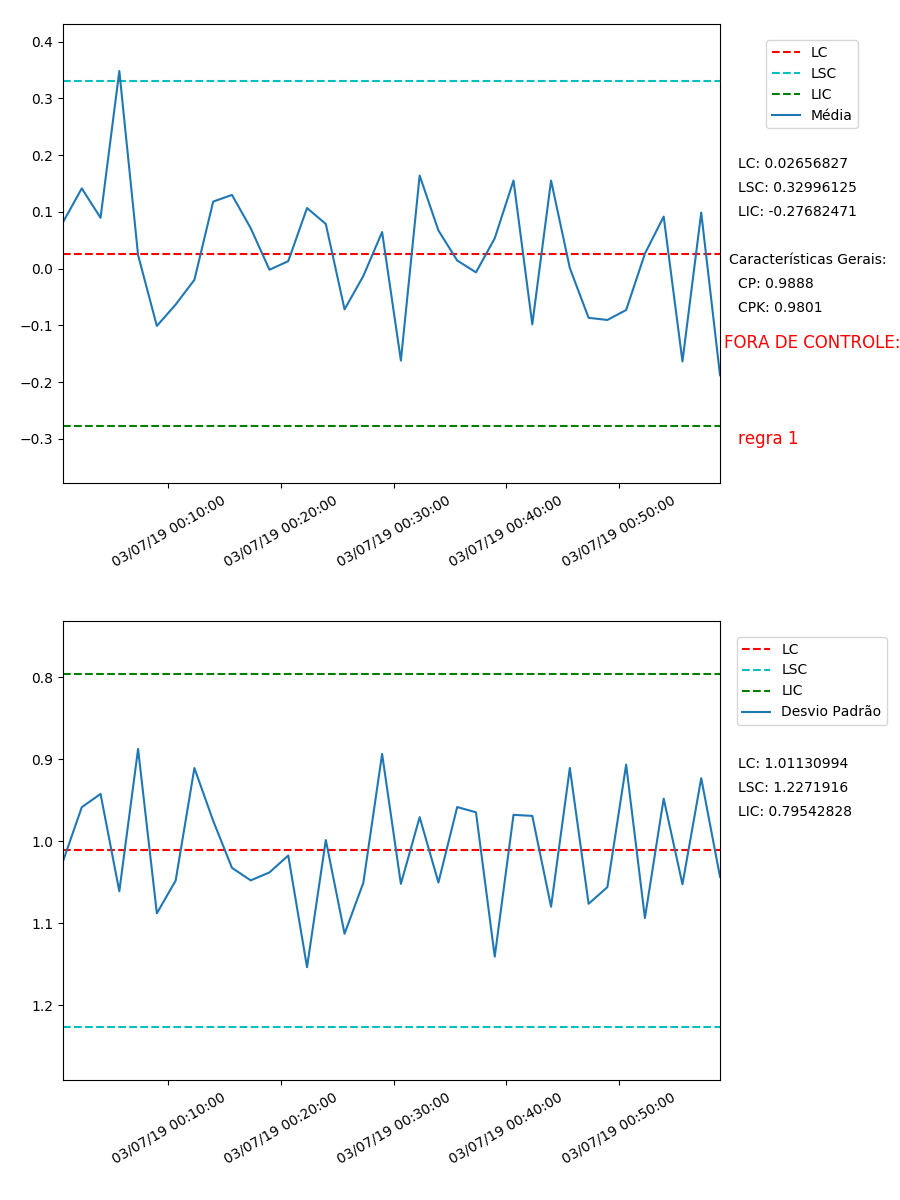 0.4
0.3
0.2
0.1
0.0
−0.1
−0.2
−0.3
03/07/19 00:10:00
03/07/19 00:20:00
03/07/19 00:30:00
03/07/19 00:40:00
03/07/19 00:50:00
LC
LSC
LIC
Média
LC: 0.02656827
LSC: 0.32996125
LIC: -0.27682471
Características Gerais:
CP: 0.9888
CPK: 0.9801
FORA DE CONTROLE:
regra 1
0.8
0.9
1.0
1.1
1.2
03/07/19 00:10:00
03/07/19 00:20:00
03/07/19 00:30:00
03/07/19 00:40:00
03/07/19 00:50:00
LC
LSC
LIC
Desvio Padrão
LC: 1.01130994
LSC: 1.2271916
LIC: 0.79542828